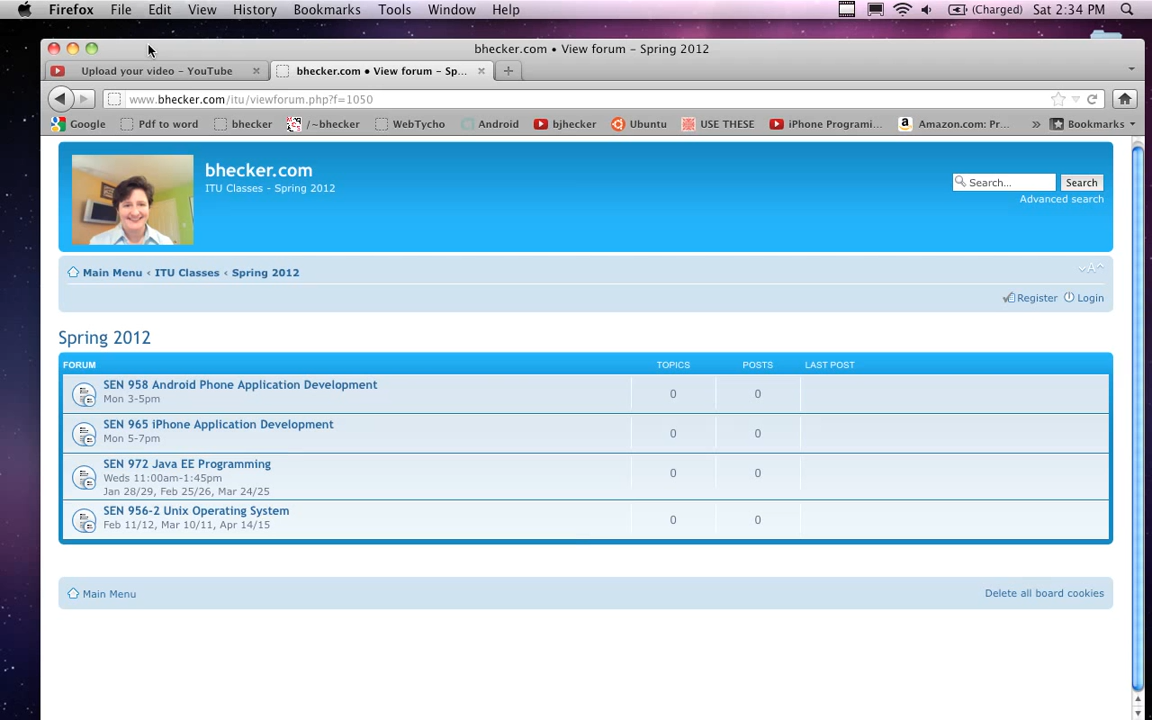 Firefox File Edit View History Bookmarks Tools Window Help (Charged) Sat 2:34 PM
bhecker.com • View forum – Spring 2012
Upload your video – YouTube bhecker.com • View forum – Sp...
www.bhecker.com/itu/viewforum.php?f=1050
Google Pdf to word bhecker /~bhecker WebTycho Android bjhecker Ubuntu USE THESE iPhone Programi... Amazon.com: Pr... » Bookmarks
bhecker.com
ITU Classes - Spring 2012
Search... Search
Advanced search
Main Menu ‹ ITU Classes ‹ Spring 2012
Register Login
Spring 2012
FORUM TOPICS POSTS LAST POST
SEN 958 Android Phone Application Development
Mon 3-5pm
0 0
SEN 965 iPhone Application Development
Mon 5-7pm
0 0
SEN 972 Java EE Programming
Weds 11:00am-1:45pm
Jan 28/29, Feb 25/26, Mar 24/25
0 0
SEN 956-2 Unix Operating System
Feb 11/12, Mar 10/11, Apr 14/15
0 0
Main Menu Delete all board cookies